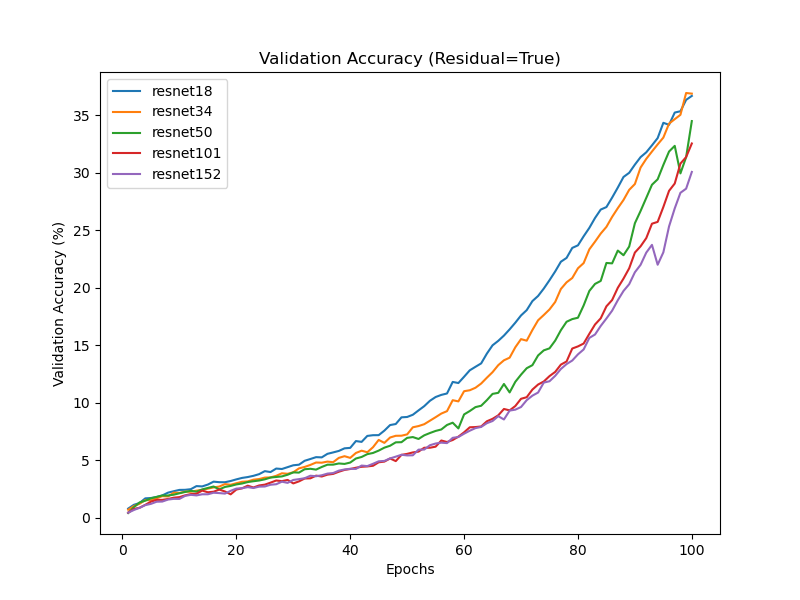 Validation Accuracy (Residual=True)
resnet18
resnet34
resnet50
resnet101
resnet152
Validation Accuracy (%)
35
30
25
20
15
10
5
0
0 20 40 60 80 100
Epochs